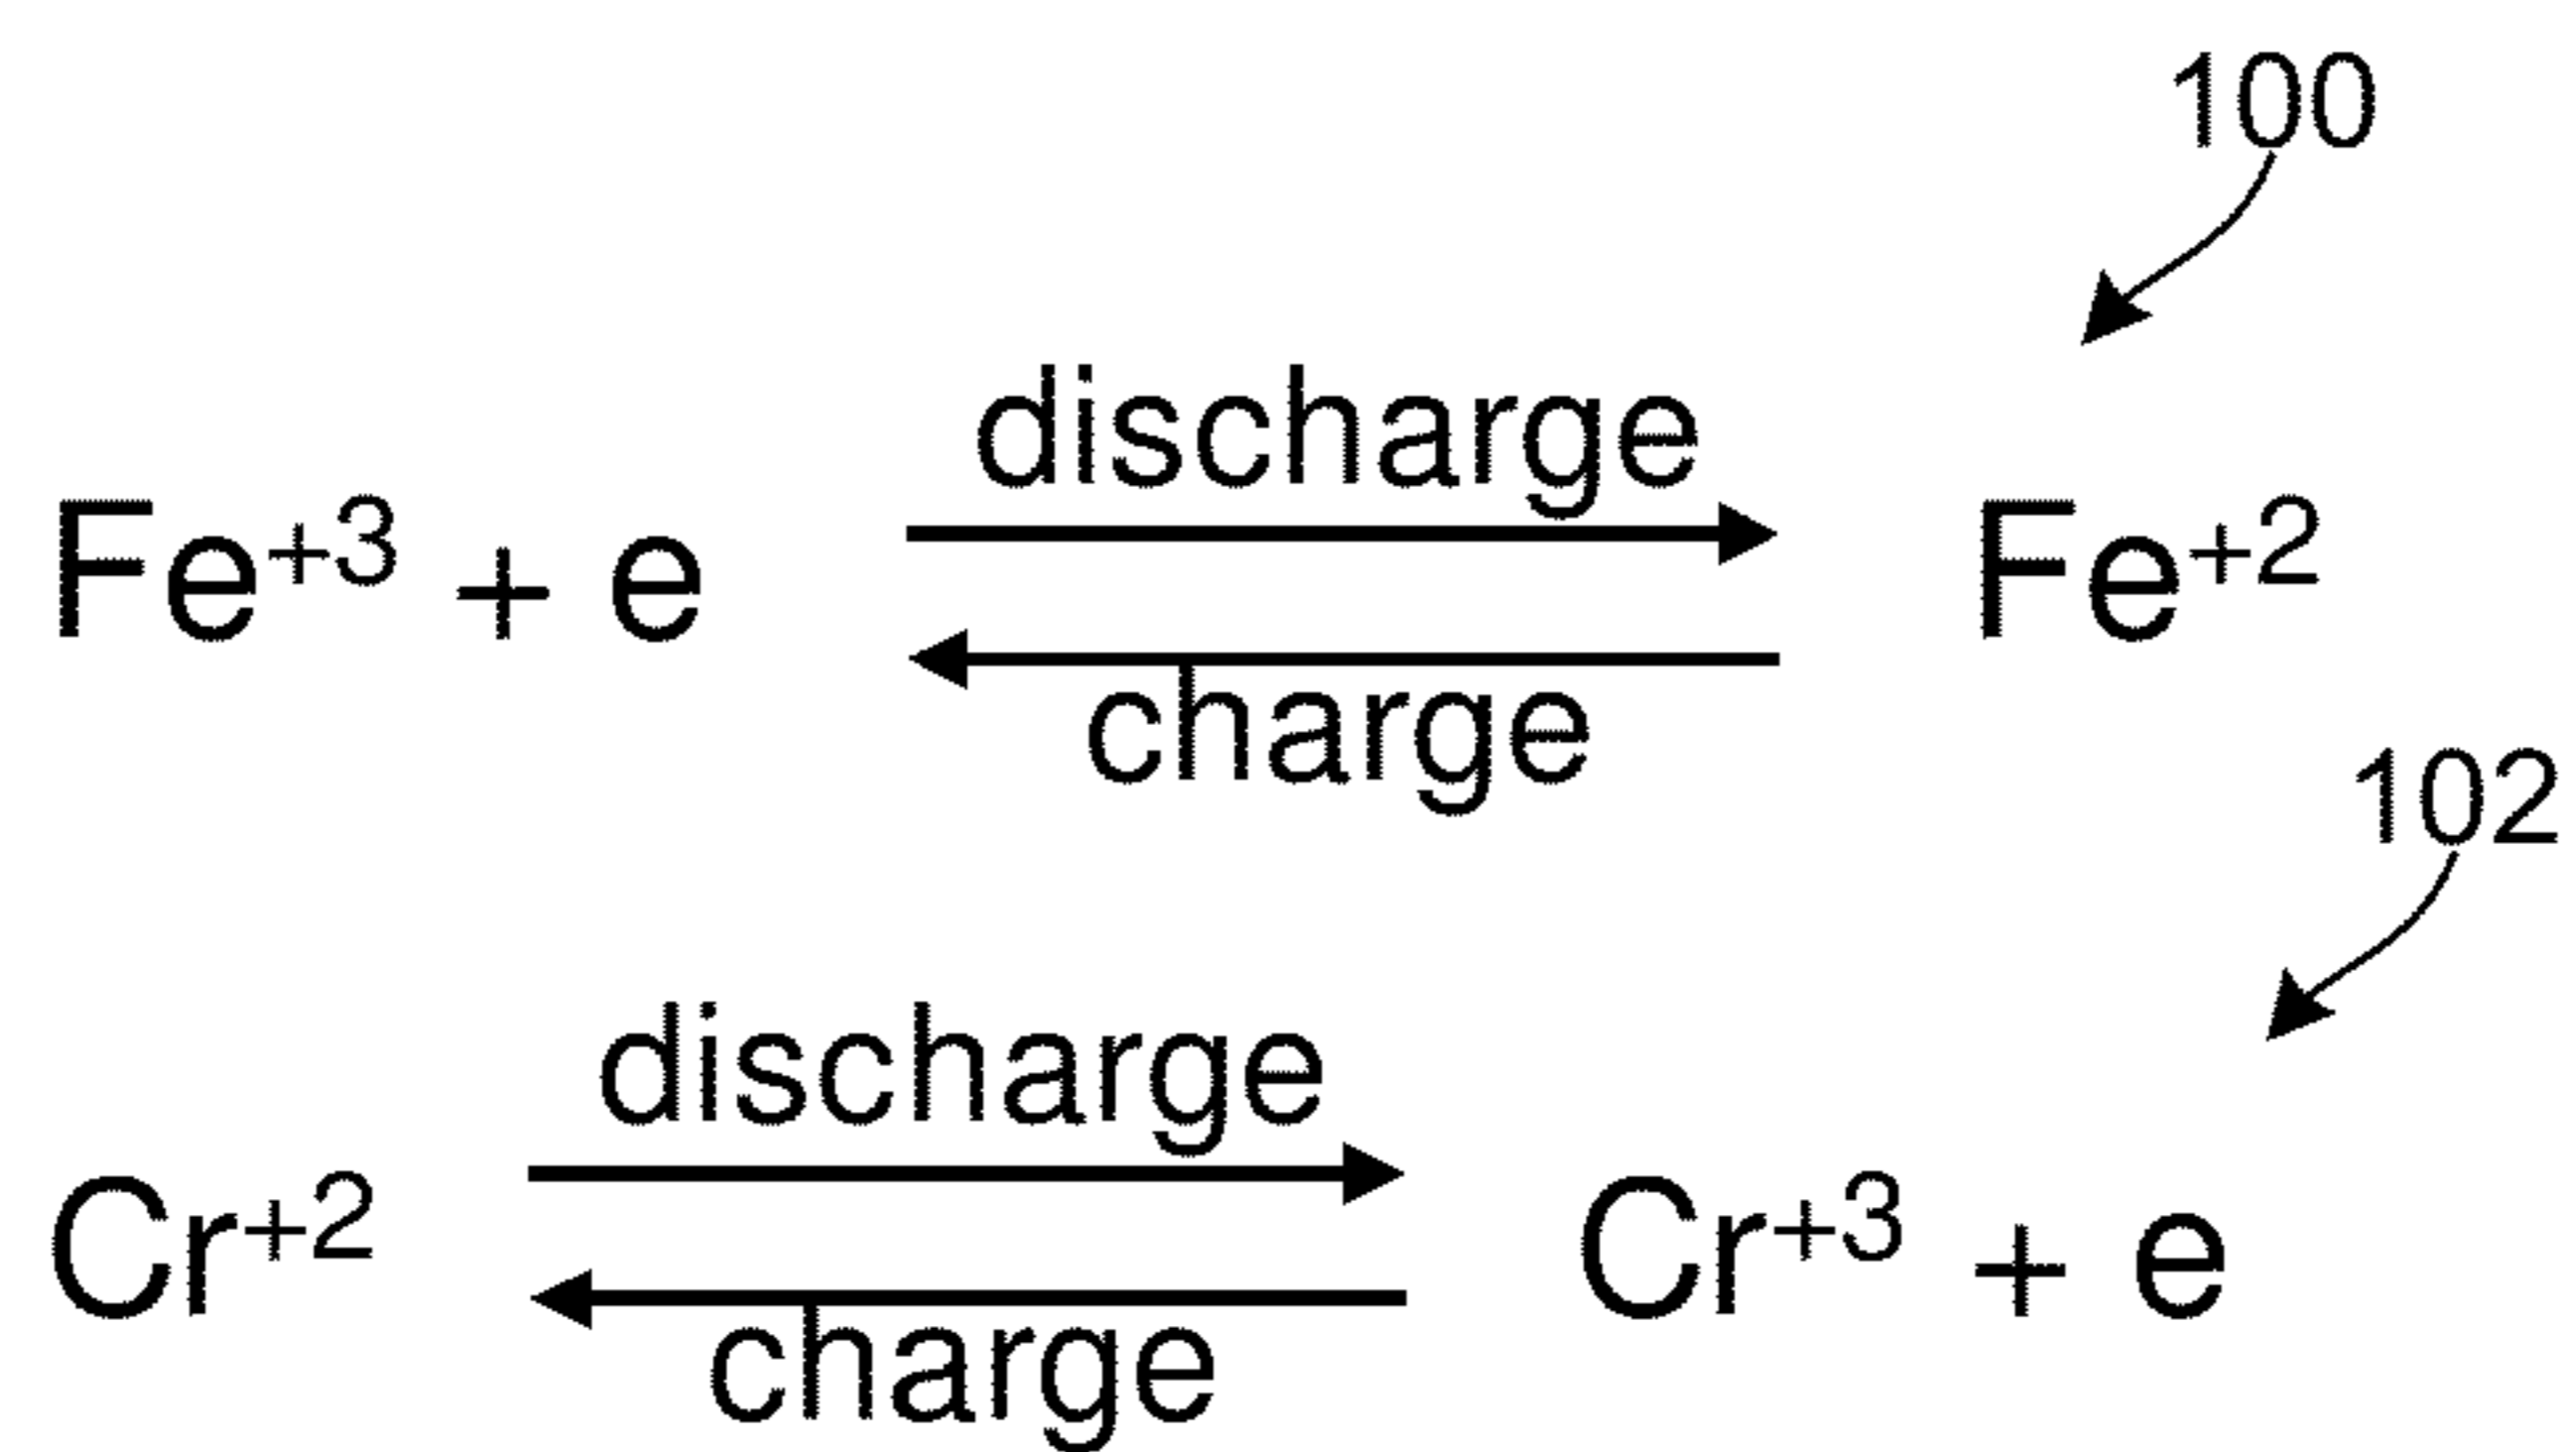 100
discharge
Fe⁺³ + e Fe⁺²
charge
102
discharge
Cr⁺² Cr⁺³ + e
charge